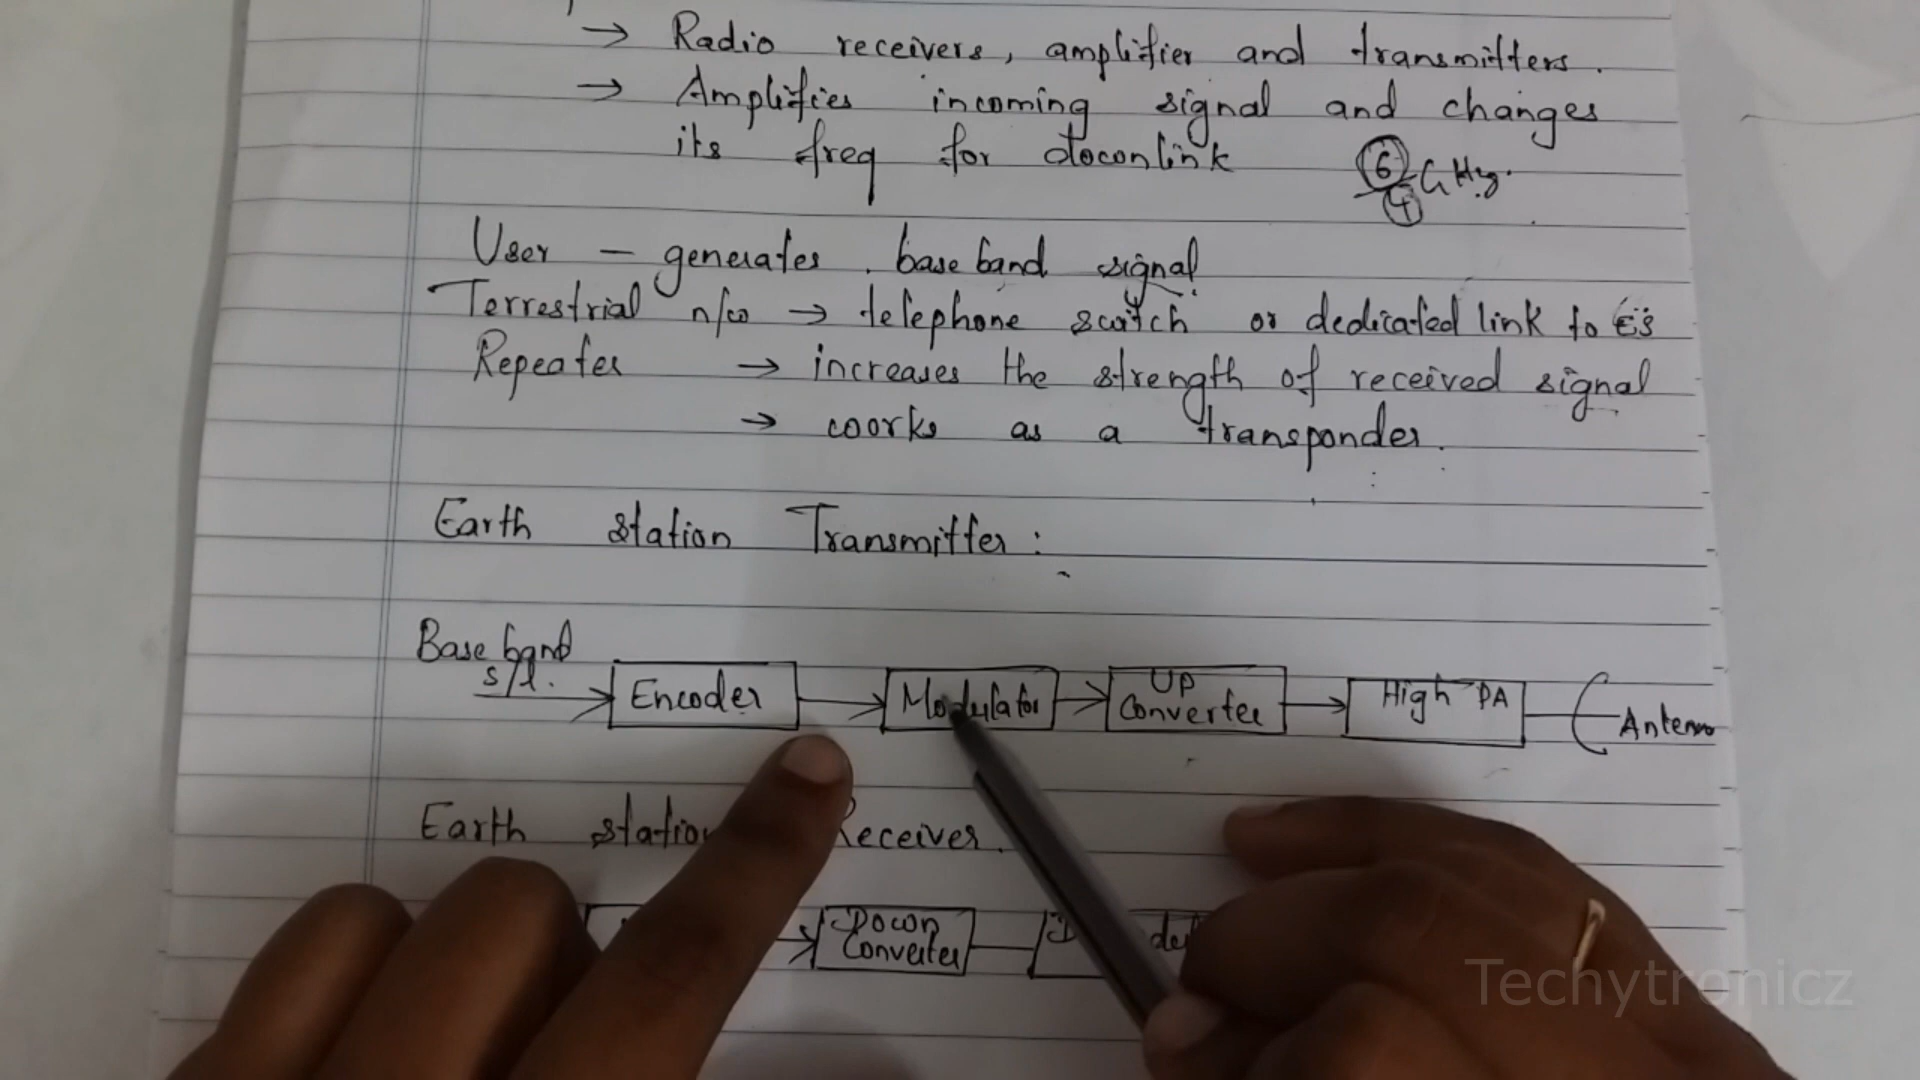 → Radio receivers, amplifier and transmitters.
→ Amplifies incoming signal and changes
its freq for downlink 6/4 GHz.
User – generates base band signal
Terrestrial n/w → telephone switch or dedicated link to ES
Repeater → increases the strength of received signal
→ works as a transponder.
Earth station Transmitter:
Base band
s/l. Encoder Modulator UP Converter High PA Antenna
Earth station Receiver.
Down Converter
Techytronicz